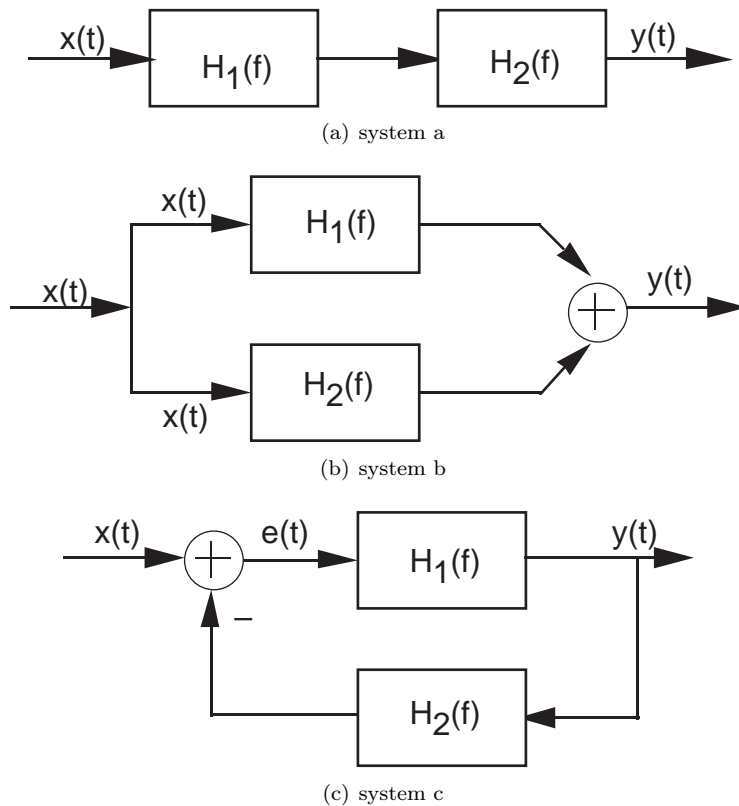 x(t) H1(f) H2(f) y(t)
(a) system a
x(t) H1(f)
x(t) y(t)
H2(f)
x(t)
(b) system b
x(t) e(t) H1(f) y(t)
–
H2(f)
(c) system c